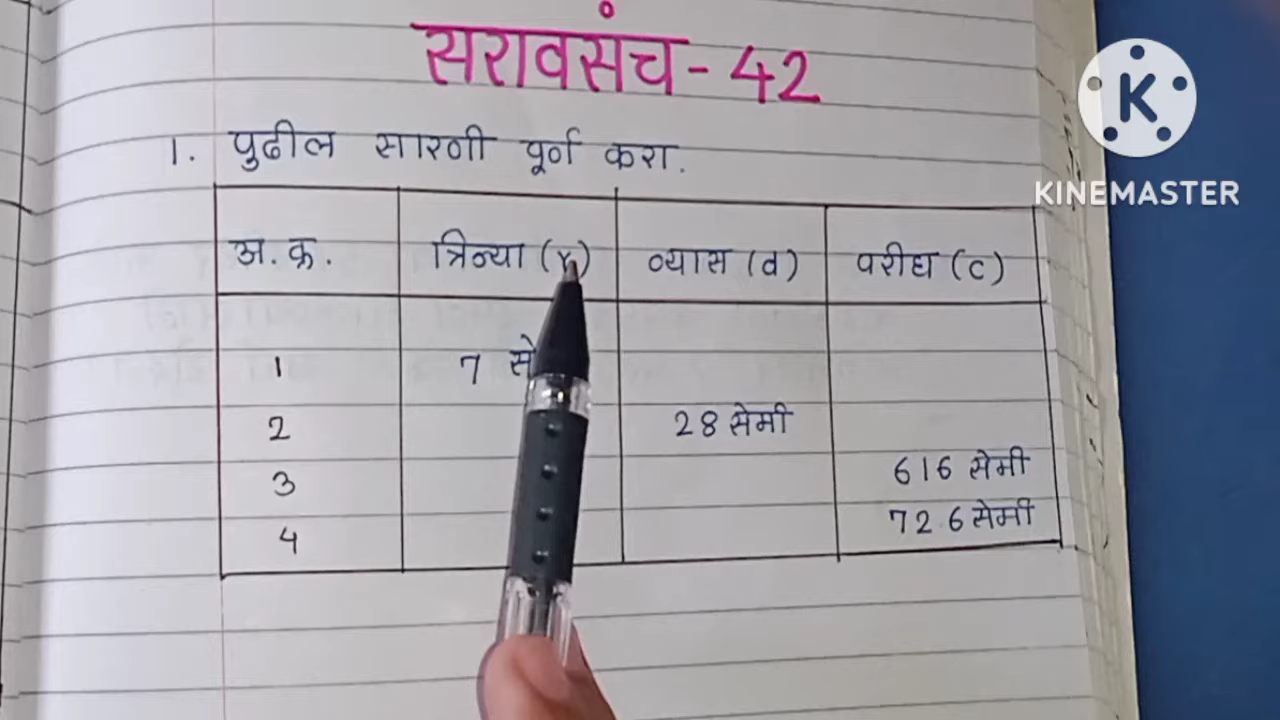 सरावसंच - 42
1. पुढील सारणी पूर्ण करा.
अ. क्र. त्रिज्या (r) व्यास (d) परीघ (c)
1 7
2 28 सेमी
3 616 सेमी
4 72.6 सेमी
K
KINEMASTER